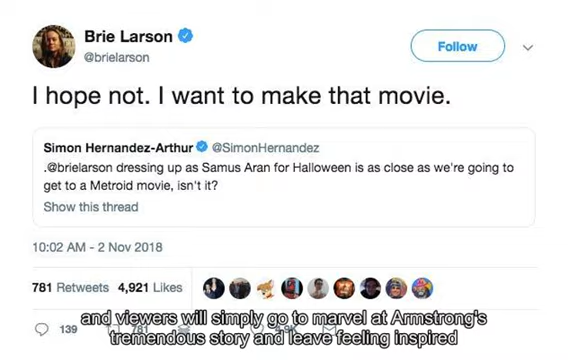 Brie Larson
@brielarson
Follow
I hope not. I want to make that movie.
Simon Hernandez-Arthur @SimonHernandez
.@brielarson dressing up as Samus Aran for Halloween is as close as we're going to
get to a Metroid movie, isn't it?
Show this thread
10:02 AM - 2 Nov 2018
781 Retweets 4,921 Likes
and viewers will simply go to marvel at Armstrong's
tremendous story and leave feeling inspired
139 781 4.9K